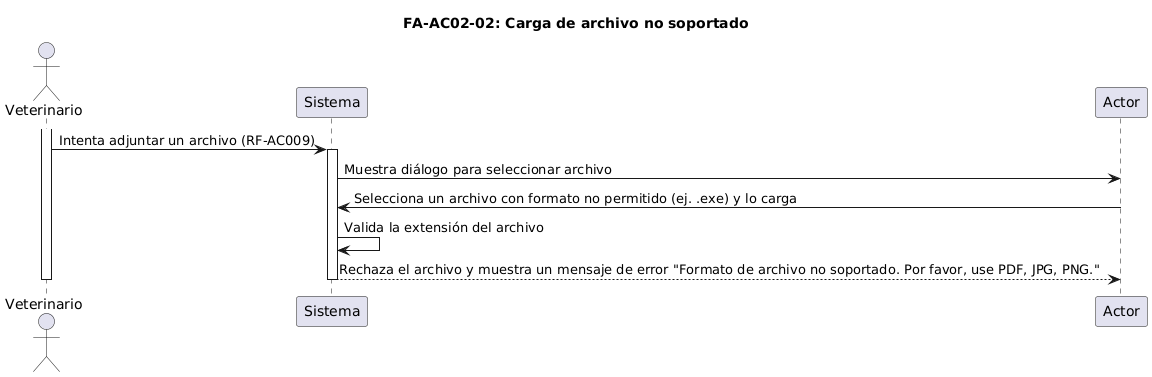 FA-AC02-02: Carga de archivo no soportado
Veterinario
Sistema
Actor
Intenta adjuntar un archivo (RF-AC009)
Muestra diálogo para seleccionar archivo
Selecciona un archivo con formato no permitido (ej. .exe) y lo carga
Valida la extensión del archivo
Rechaza el archivo y muestra un mensaje de error "Formato de archivo no soportado. Por favor, use PDF, JPG, PNG."
Veterinario
Sistema
Actor